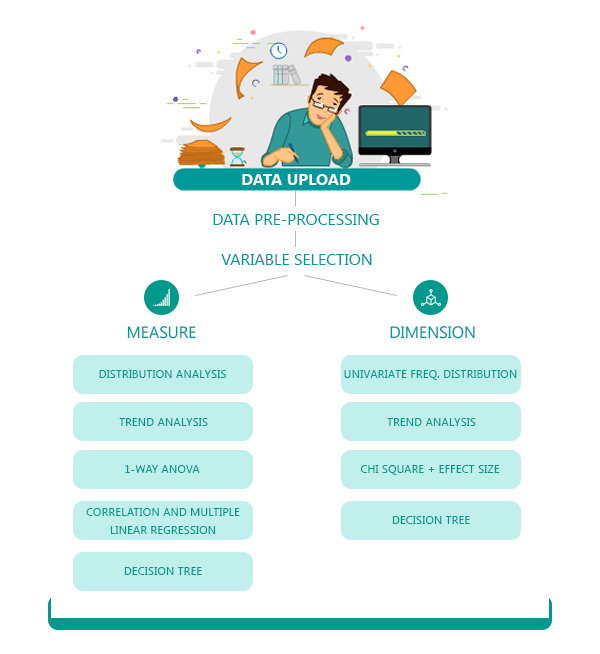 DATA UPLOAD
DATA PRE-PROCESSING
VARIABLE SELECTION
MEASURE
DISTRIBUTION ANALYSIS
TREND ANALYSIS
1-WAY ANOVA
CORRELATION AND MULTIPLE
LINEAR REGRESSION
DECISION TREE
DIMENSION
UNIVARIATE FREQ. DISTRIBUTION
TREND ANALYSIS
CHI SQUARE + EFFECT SIZE
DECISION TREE